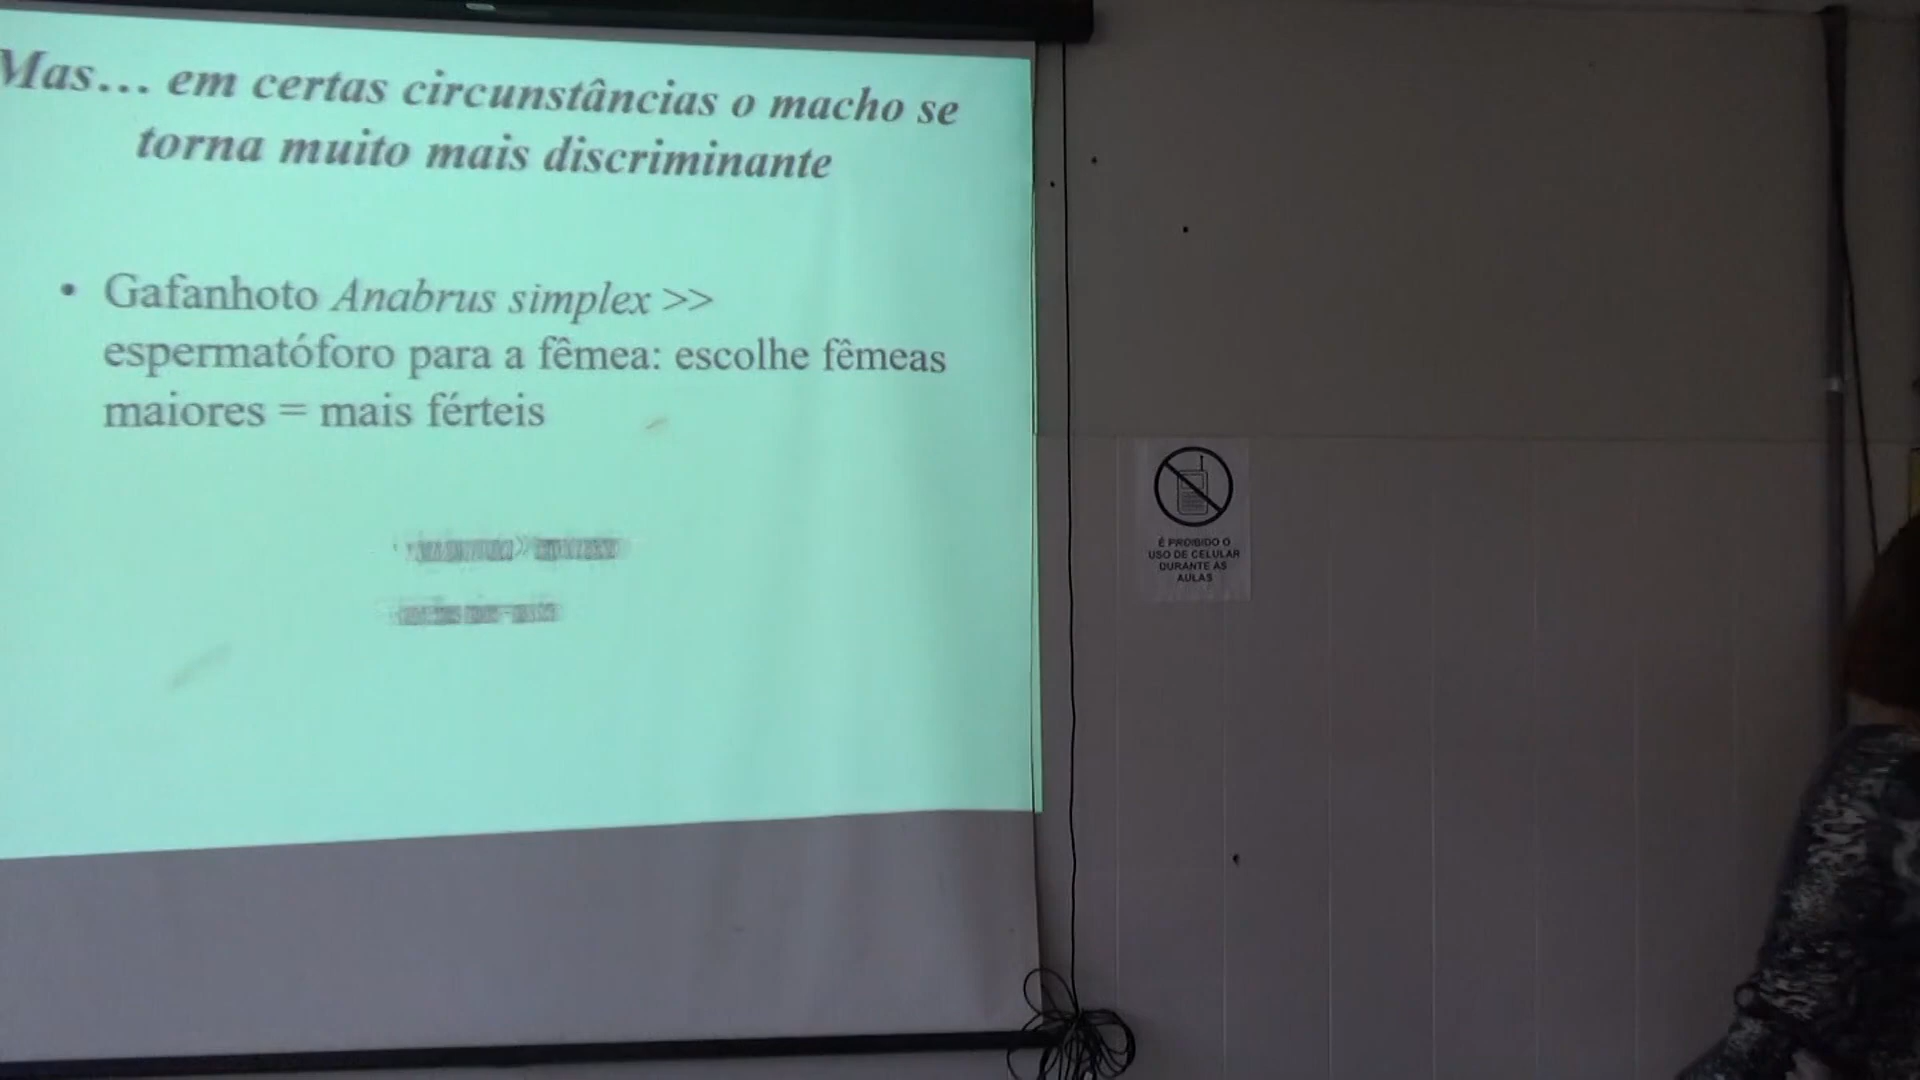 Mas... em certas circunstâncias o macho se
torna muito mais discriminante
• Gafanhoto Anabrus simplex >>
espermatóforo para a fêmea: escolhe fêmeas
maiores = mais férteis
É PROIBIDO O
USO DE CELULAR
DURANTE AS
AULAS